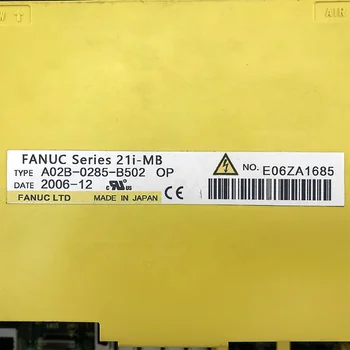 W T
AIR
FANUC Series 21i-MB
TYPE A02B-0285-B502 OP
DATE 2006-12
FANUC LTD MADE IN JAPAN CE
NO. E06ZA1685